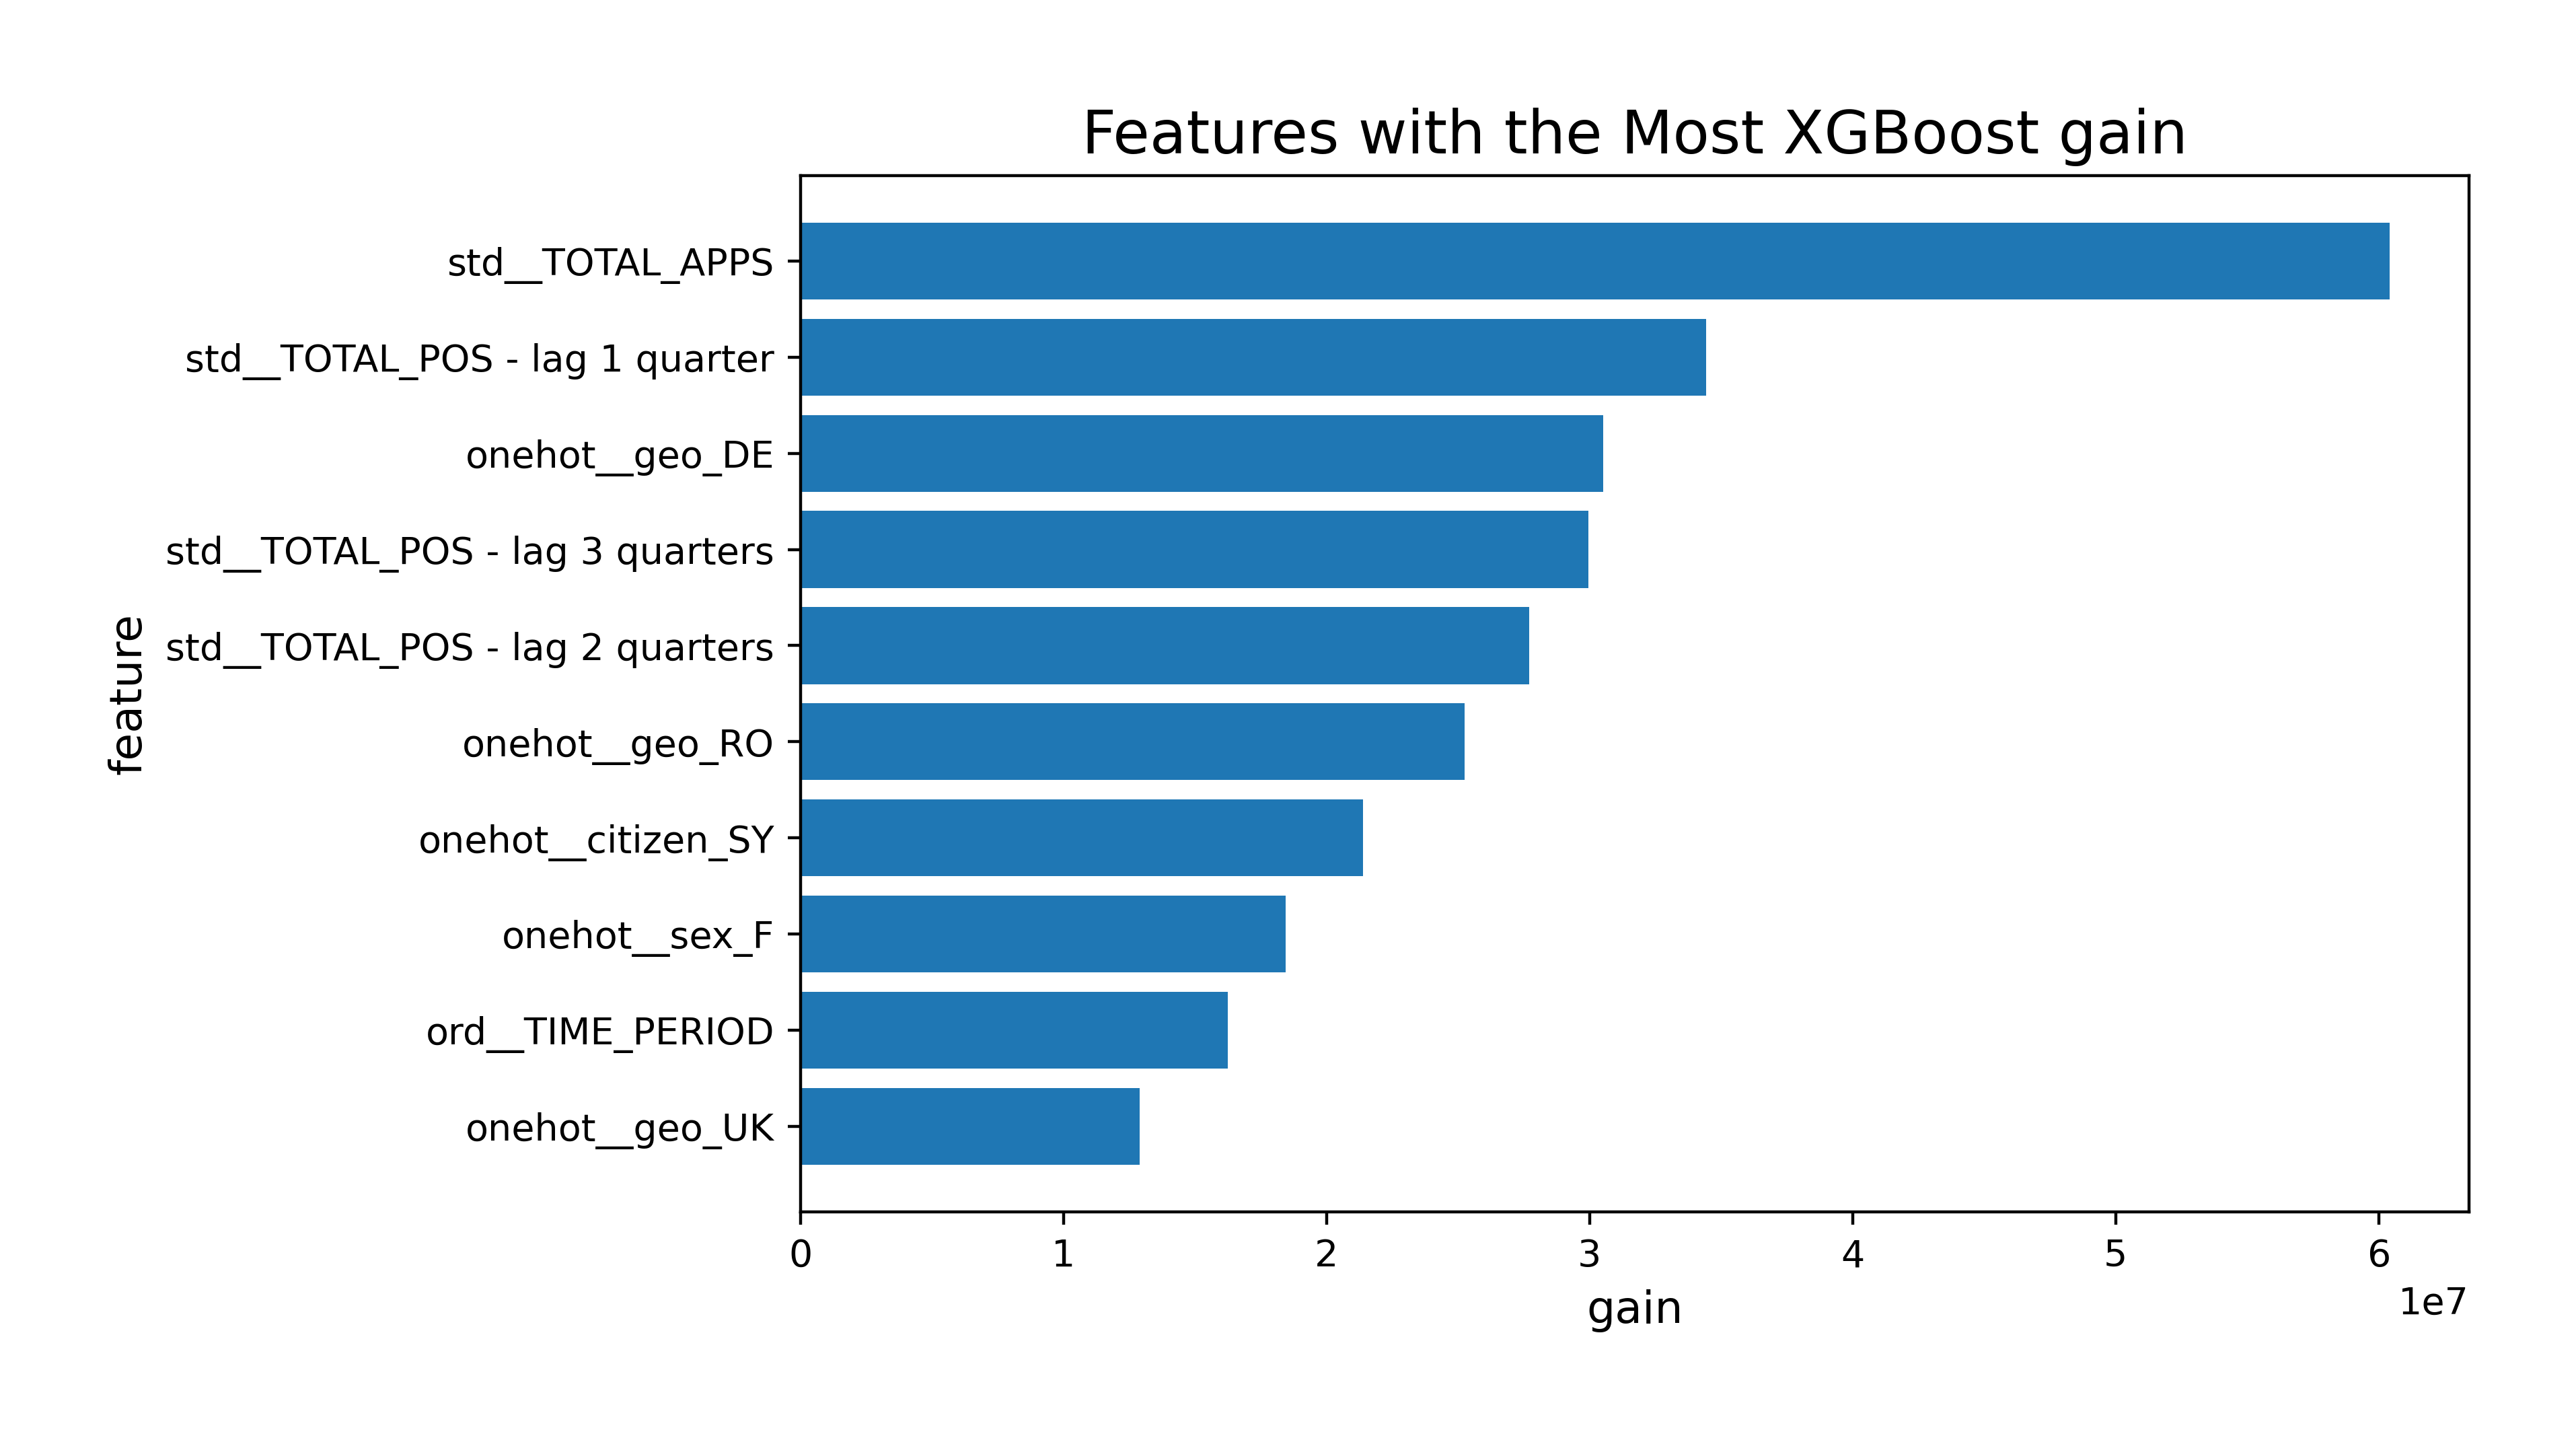 Features with the Most XGBoost gain
feature
std__TOTAL_APPS
std__TOTAL_POS - lag 1 quarter
onehot__geo_DE
std__TOTAL_POS - lag 3 quarters
std__TOTAL_POS - lag 2 quarters
onehot__geo_RO
onehot__citizen_SY
onehot__sex_F
ord__TIME_PERIOD
onehot__geo_UK
0 1 2 3 4 5 6
1e7
gain